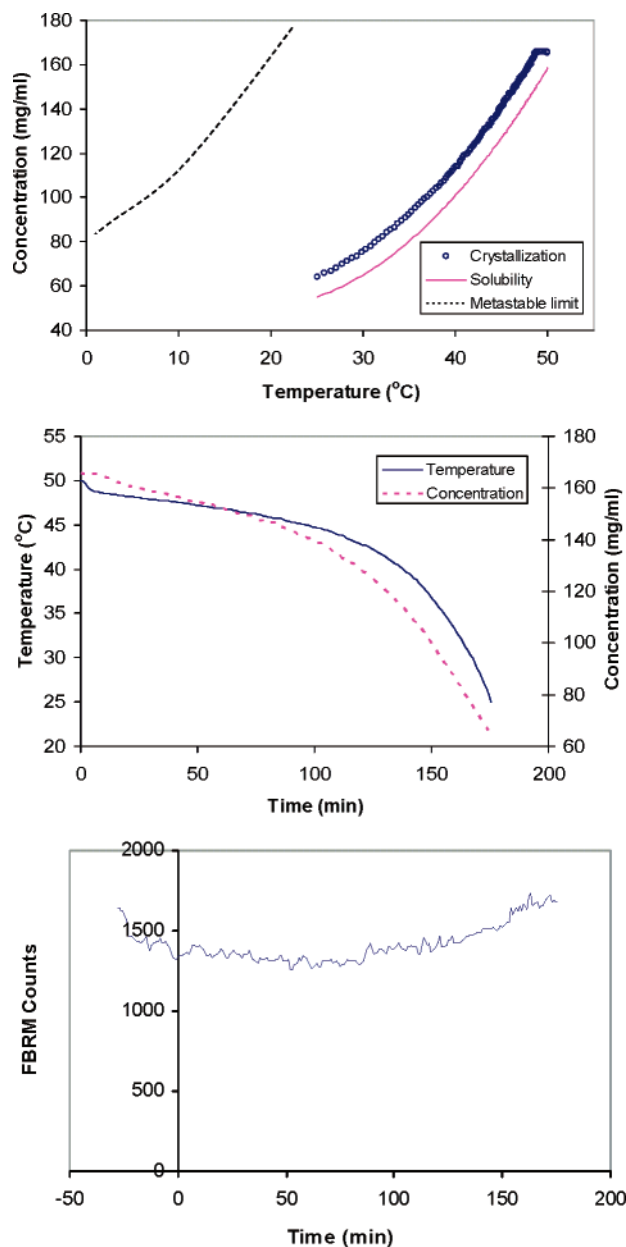 180
160
140
120
100
80
60
40
Concentration (mg/ml)
Crystallization
Solubility
Metastable limit
0 10 20 30 40 50
Temperature (°C)
55
50
45
40
35
30
25
20
Temperature (°C)
Temperature
Concentration
180
160
140
120
100
80
60
Concentration (mg/ml)
0 50 100 150 200
Time (min)
2000
1500
1000
500
0
FBRM Counts
-50 0 50 100 150 200
Time (min)